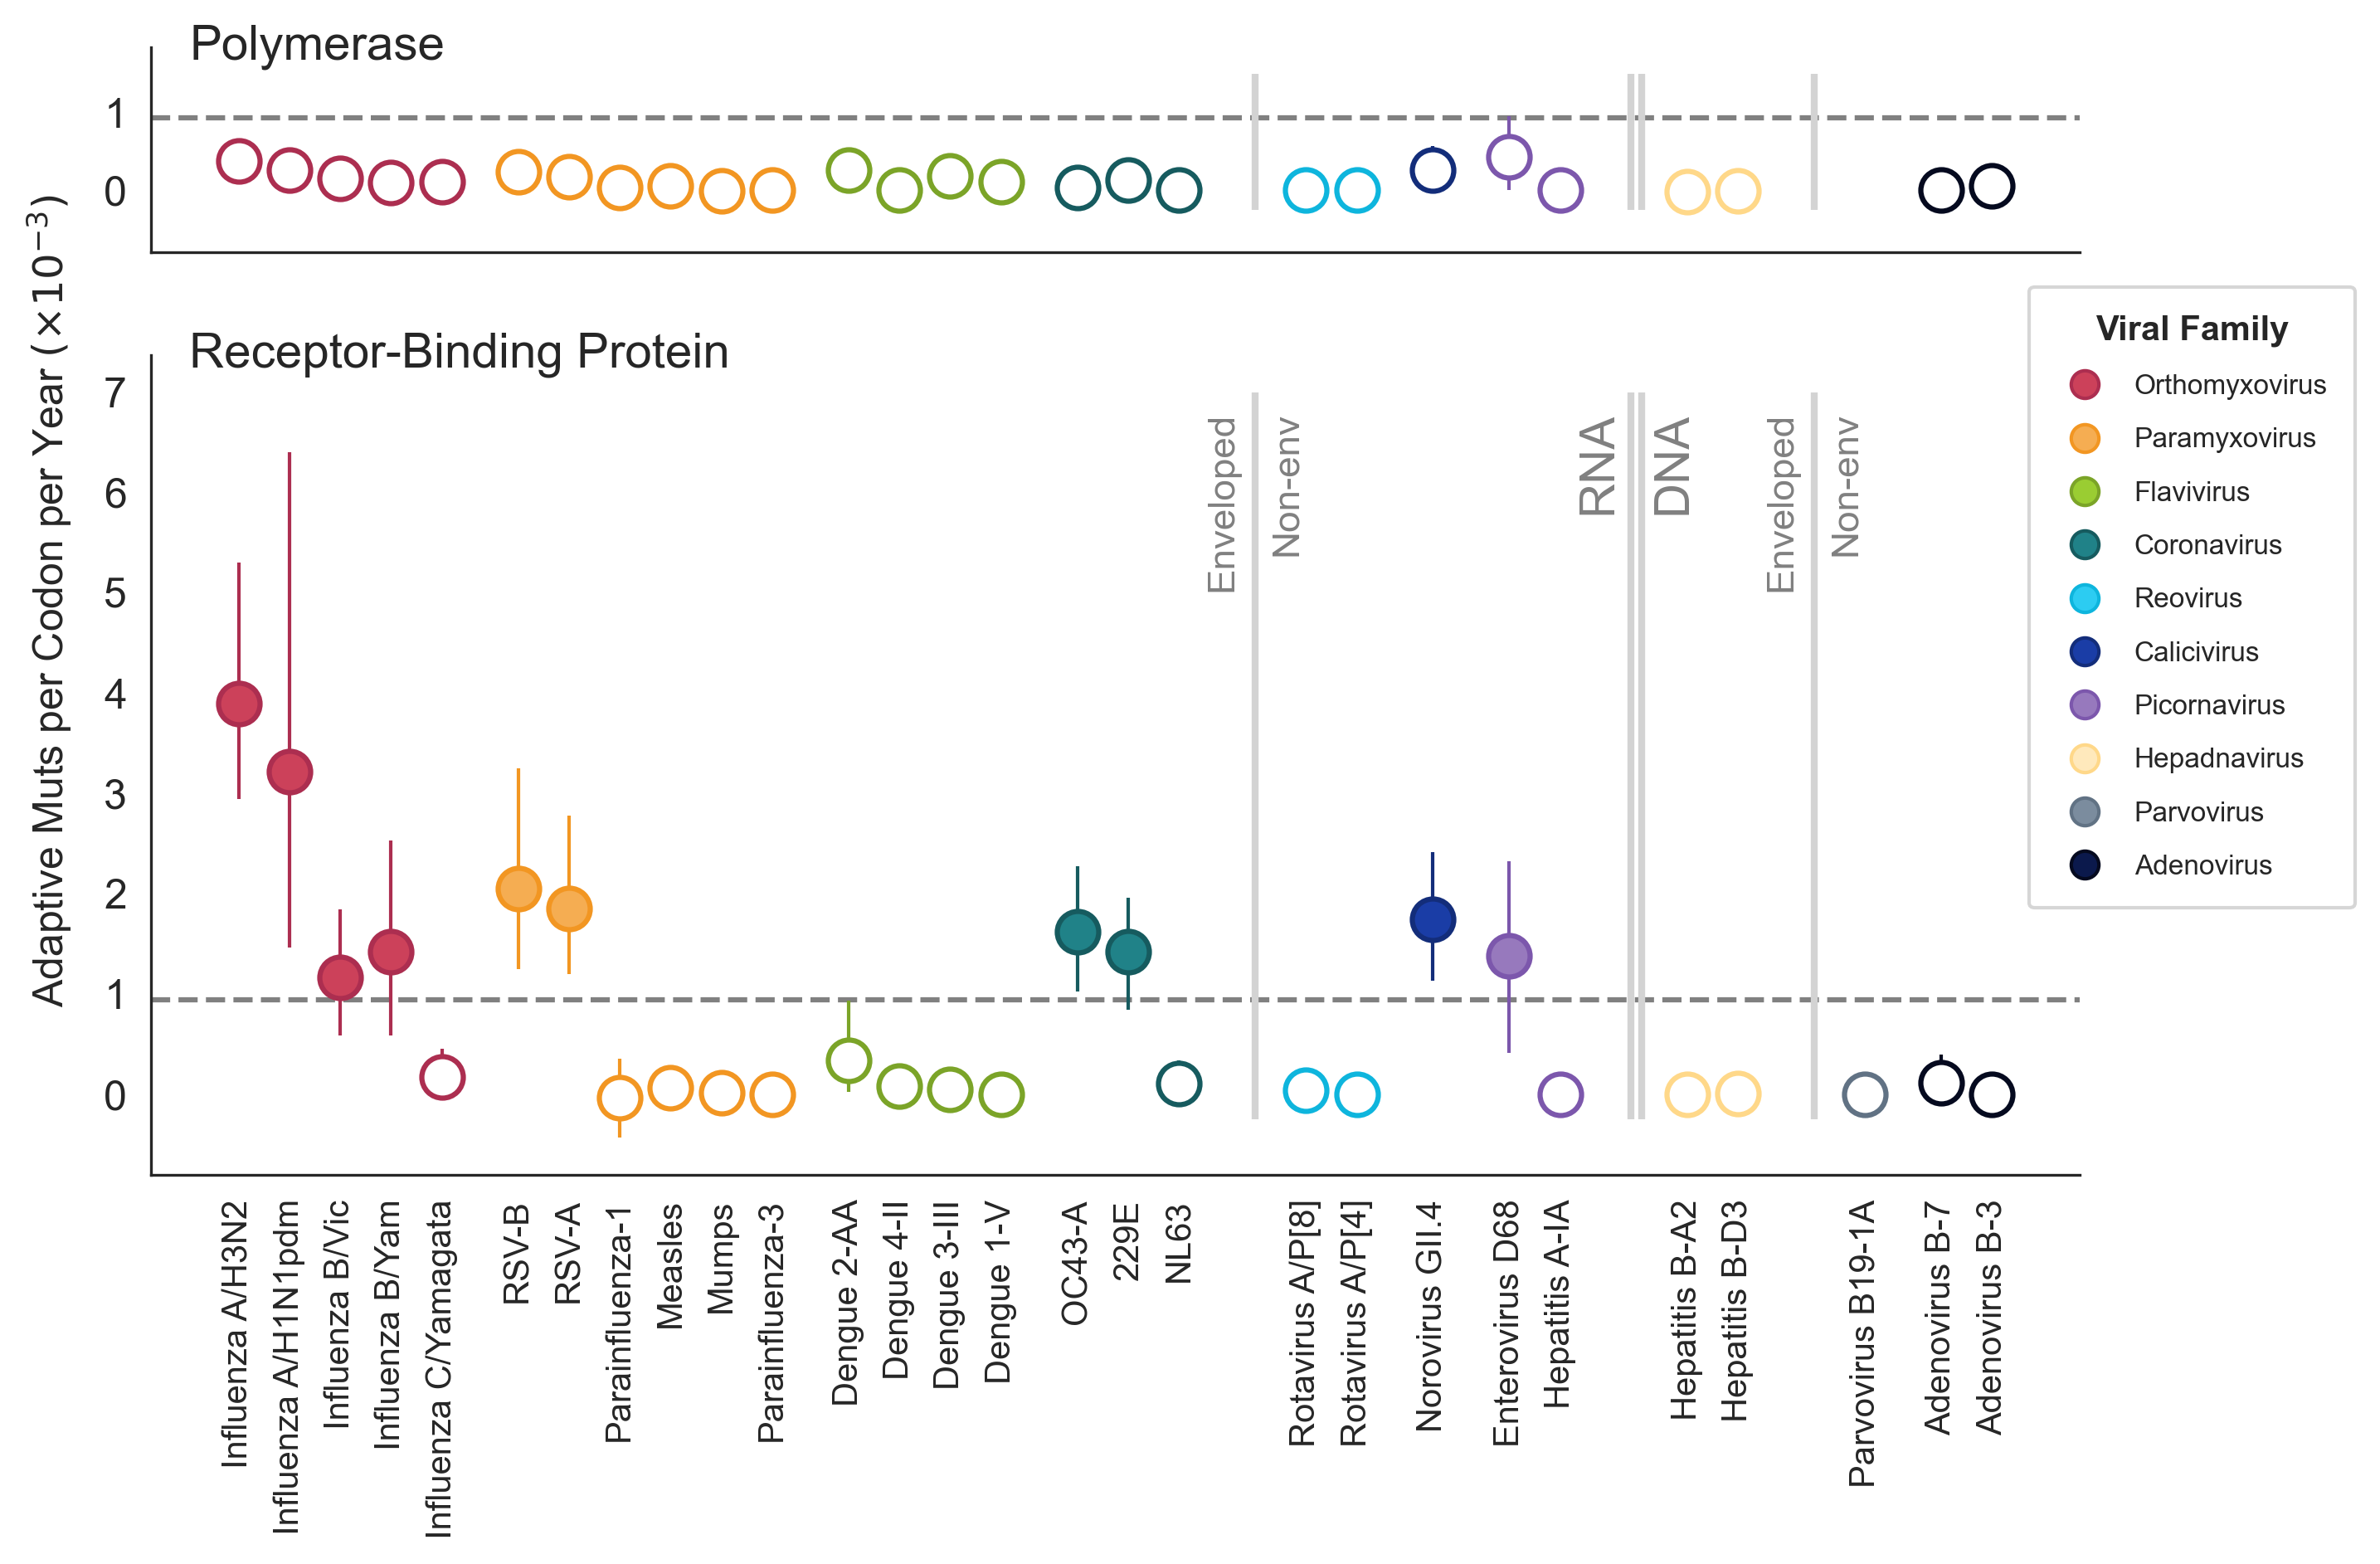 Polymerase
1
0
Adaptive Muts per Codon per Year (×10⁻³)
Receptor-Binding Protein
7
6
5
4
3
2
1
0
Enveloped
Non-env
RNA
DNA
Enveloped
Non-env
Viral Family
Orthomyxovirus
Paramyxovirus
Flavivirus
Coronavirus
Reovirus
Calicivirus
Picornavirus
Hepadnavirus
Parvovirus
Adenovirus
Influenza A/H3N2
Influenza A/H1N1pdm
Influenza B/Vic
Influenza B/Yam
Influenza C/Yamagata
RSV-B
RSV-A
Parainfluenza-1
Measles
Mumps
Parainfluenza-3
Dengue 2-AA
Dengue 4-II
Dengue 3-III
Dengue 1-V
OC43-A
229E
NL63
Rotavirus A/P[8]
Rotavirus A/P[4]
Norovirus GII.4
Enterovirus D68
Hepatitis A-IA
Hepatitis B-A2
Hepatitis B-D3
Parvovirus B19-1A
Adenovirus B-7
Adenovirus B-3